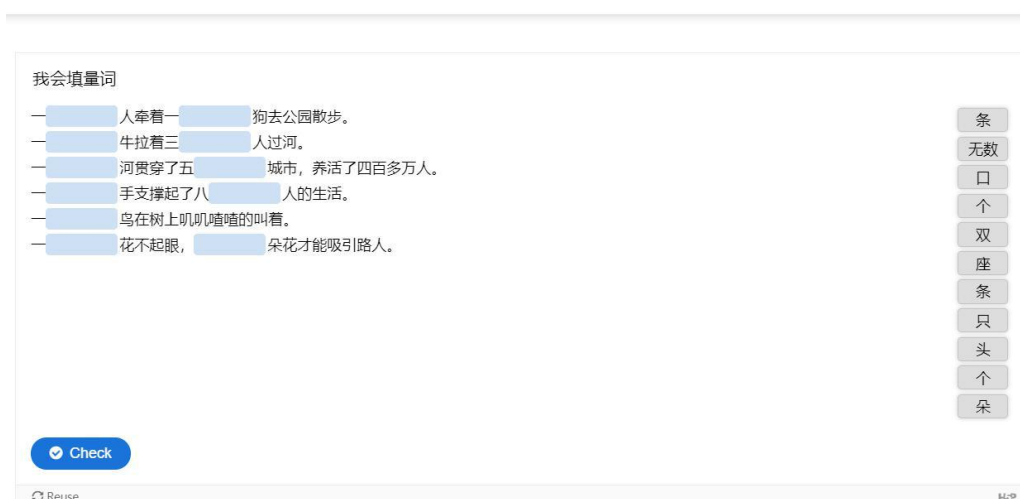 我会填量词
一 人牵着一 狗去公园散步。
一 牛拉着三 人过河。
一 河贯穿了五 城市，养活了四百多万人。
一 手支撑起了八 人的生活。
一 鸟在树上叽叽喳喳的叫着。
一 花不起眼， 朵花才能吸引路人。
条
无数
口
个
双
座
条
只
头
个
朵
Check
Reuse